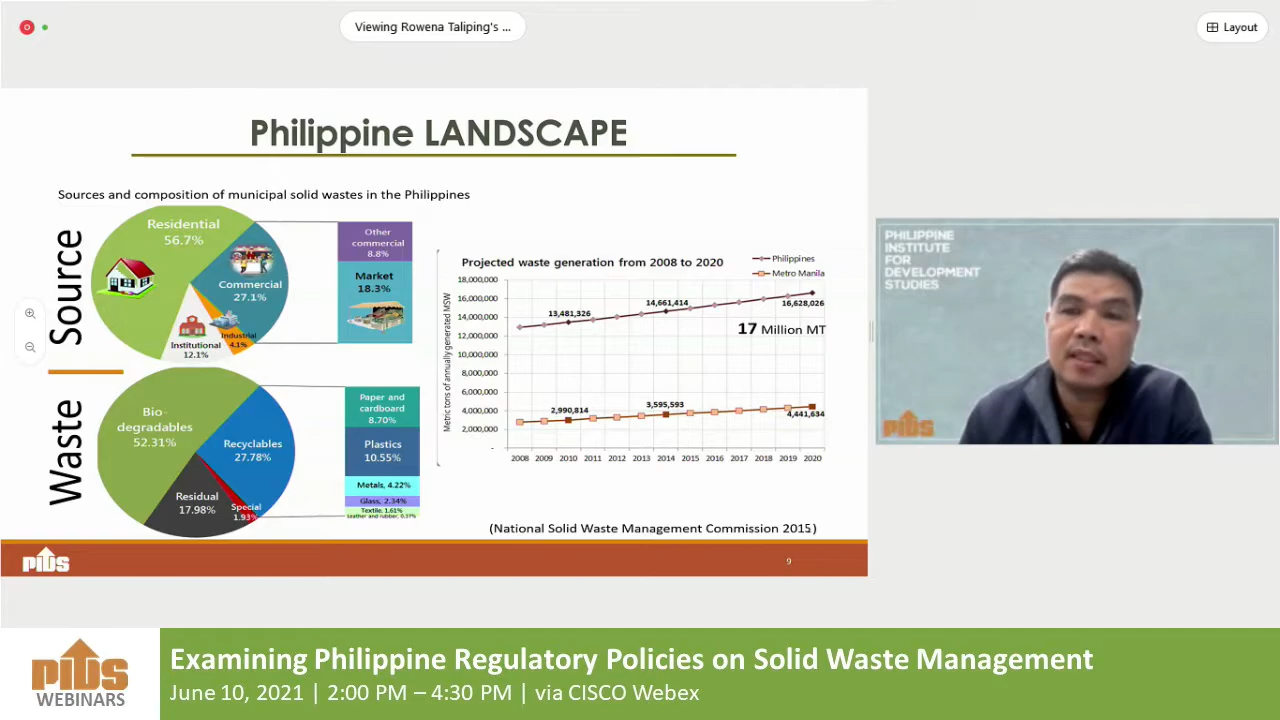 Viewing Rowena Taliping's ...
Layout
Philippine LANDSCAPE
Sources and composition of municipal solid wastes in the Philippines
Source
Residential
56.7%
Commercial
27.1%
Institutional
12.1%
Industrial
4.1%
Other
commercial
8.8%
Market
18.3%
Waste
Bio-
degradables
52.31%
Recyclables
27.78%
Residual
17.98%
Special
1.93%
Paper and
cardboard
8.70%
Plastics
10.55%
Metals, 4.22%
Glass, 2.34%
Textile, 1.61%
Leather and rubber, 0.37%
Projected waste generation from 2008 to 2020
Philippines
Metro Manila
Metric tons of annually generated MSW
18,000,000
16,000,000
14,000,000
12,000,000
10,000,000
8,000,000
6,000,000
4,000,000
2,000,000
-
13,481,326
14,661,414
16,628,026
17 Million MT
2,990,814
3,595,593
4,441,634
2008 2009 2010 2011 2012 2013 2014 2015 2016 2017 2018 2019 2020
(National Solid Waste Management Commission 2015)
PIDS
9
PHILIPPINE
INSTITUTE
FOR
DEVELOPMENT
STUDIES
PIDS
PIDS
WEBINARS
Examining Philippine Regulatory Policies on Solid Waste Management
June 10, 2021 | 2:00 PM – 4:30 PM | via CISCO Webex